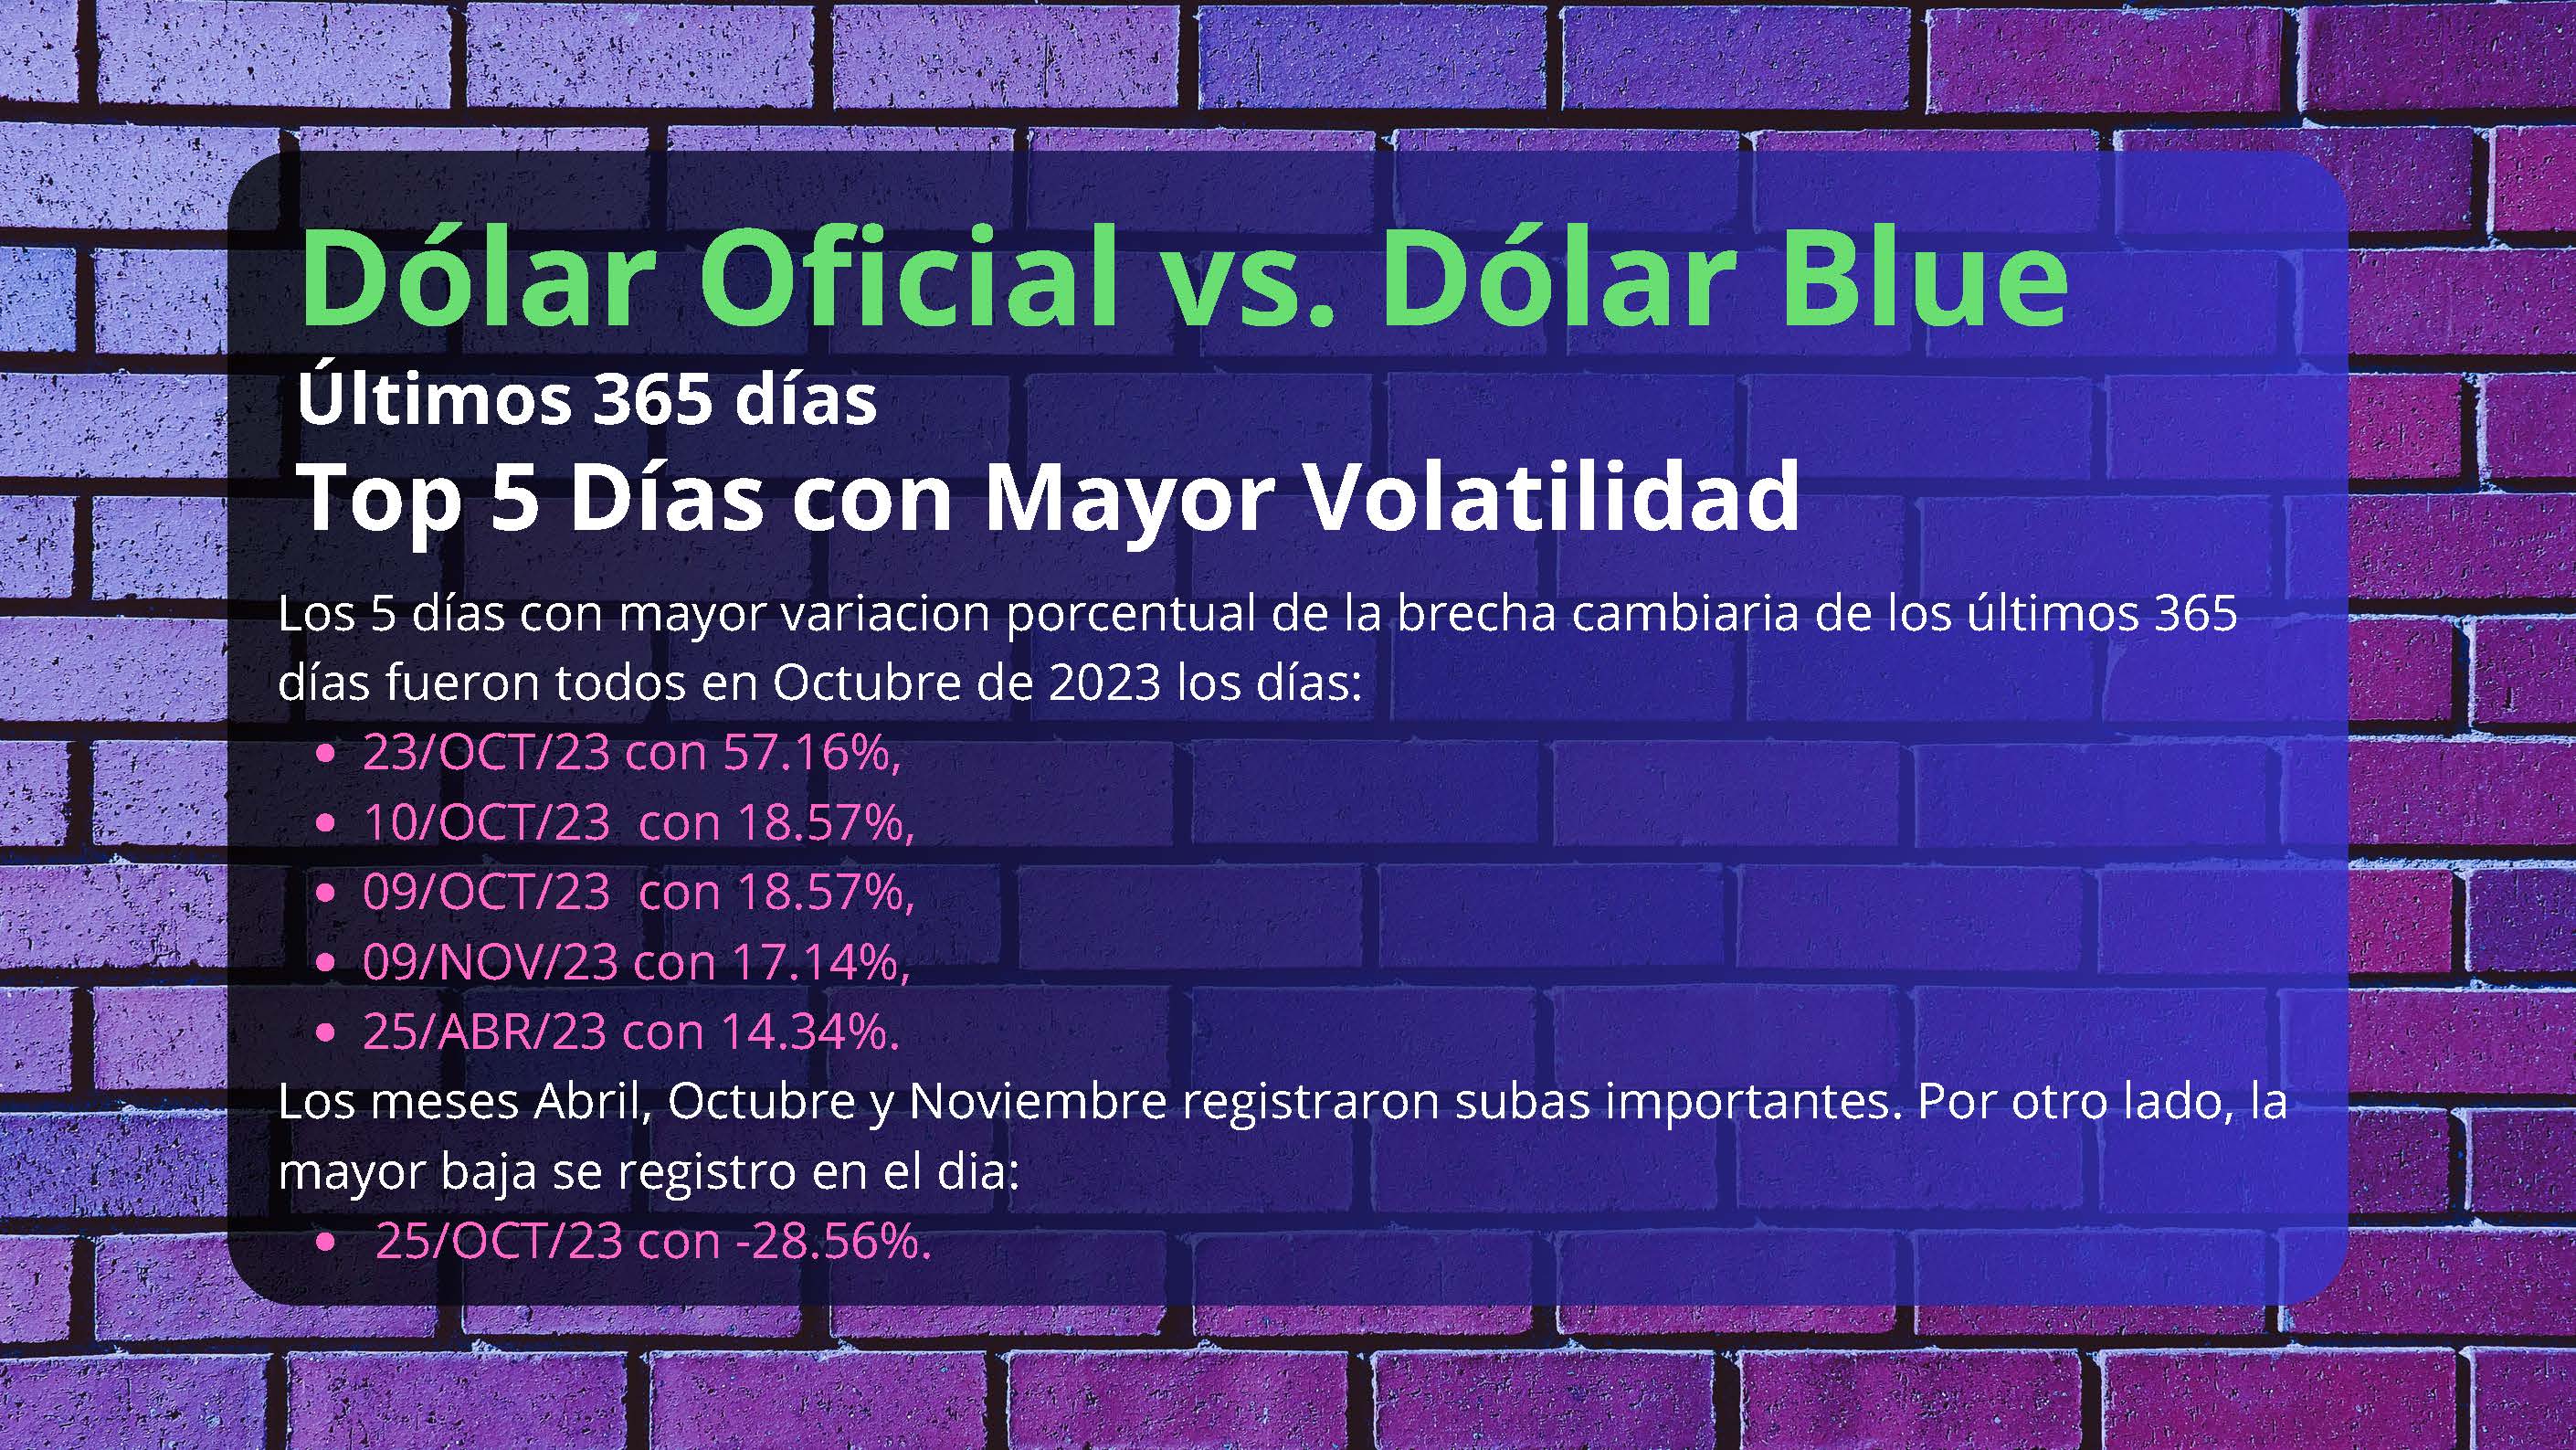 Dólar Oficial vs. Dólar Blue
Últimos 365 días
Top 5 Días con Mayor Volatilidad
Los 5 días con mayor variacion porcentual de la brecha cambiaria de los últimos 365
días fueron todos en Octubre de 2023 los días:
• 23/OCT/23 con 57.16%,
• 10/OCT/23  con 18.57%,
• 09/OCT/23  con 18.57%,
• 09/NOV/23 con 17.14%,
• 25/ABR/23 con 14.34%.
Los meses Abril, Octubre y Noviembre registraron subas importantes. Por otro lado, la
mayor baja se registro en el dia:
• 25/OCT/23 con -28.56%.